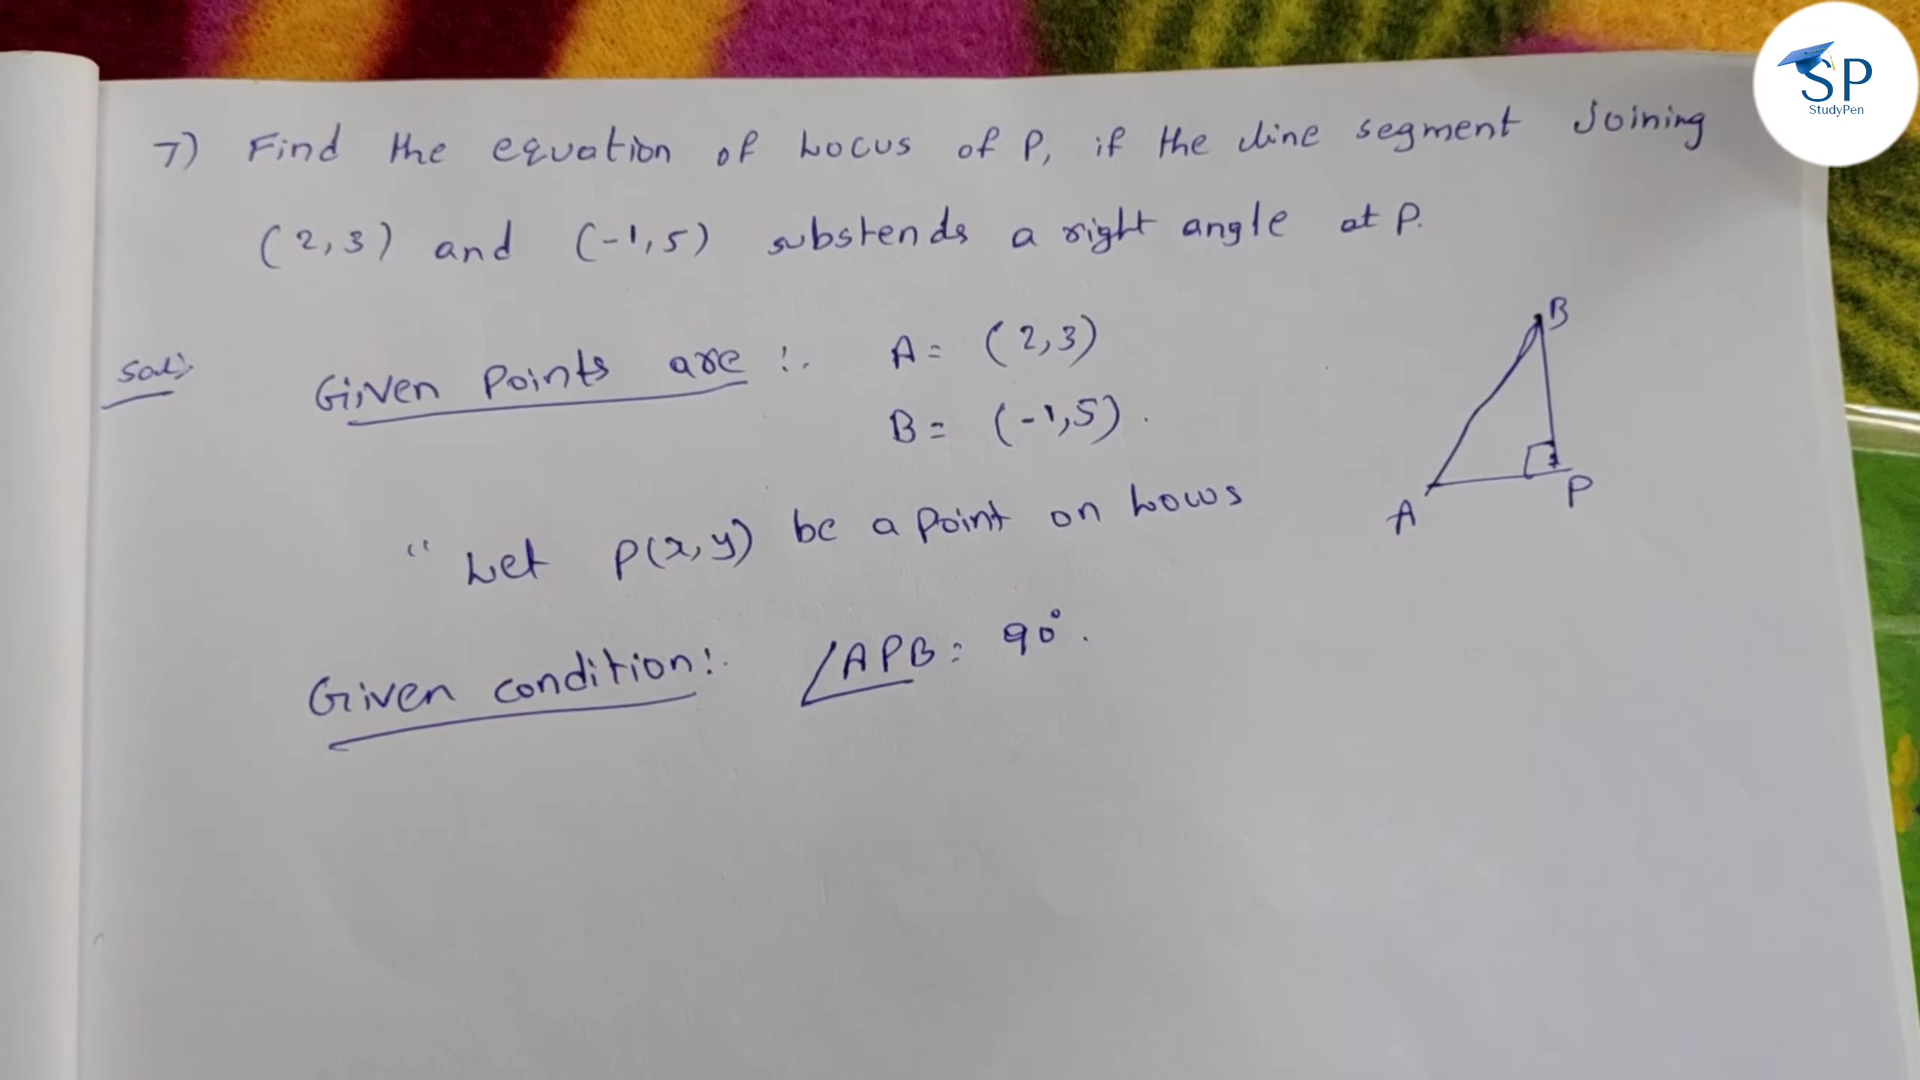 SP
StudyPen
7) Find the equation of Locus of P, if the line segment Joining
(2,3) and (-1,5) substends a right angle at P.
Sol:
Given Points are :. A = (2,3)
B = (-1,5).
B
A
P
" Let P(x,y) be a Point on Locus
Given condition:. ∠APB = 90°.